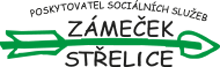 POSKYTOVATEL SOCIÁLNÍCH SLUŽEB
ZÁMEČEK
STŘELICE